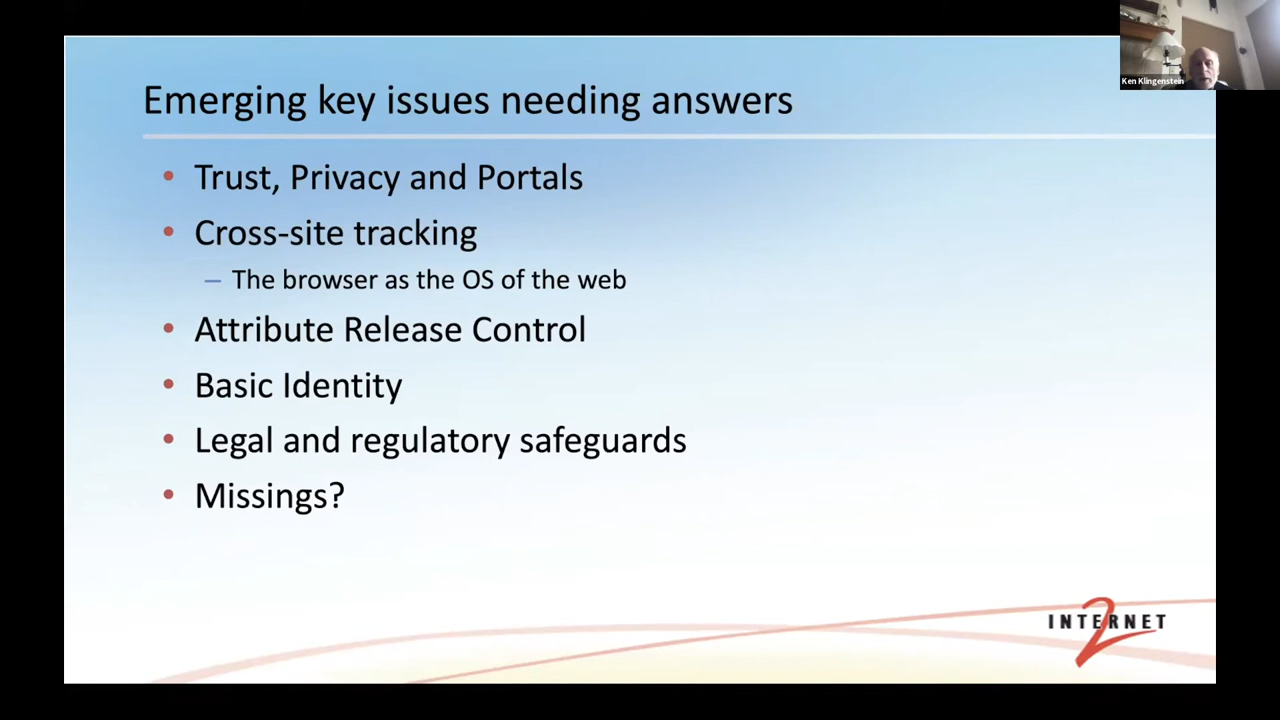 Ken Klingenstein
Emerging key issues needing answers
• Trust, Privacy and Portals
• Cross-site tracking
– The browser as the OS of the web
• Attribute Release Control
• Basic Identity
• Legal and regulatory safeguards
• Missings?
INTERNET
2